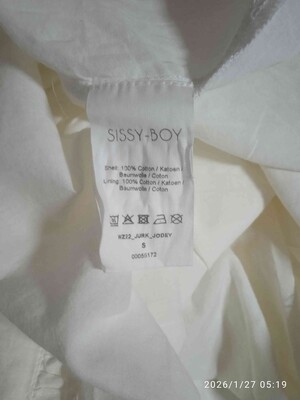 SISSY-BOY
Shell: 100% Cotton / Katoen /
Baumwolle / Coton
Lining: 100% Cotton / Katoen /
Baumwolle / Coton
S
2026/1/27 05:19